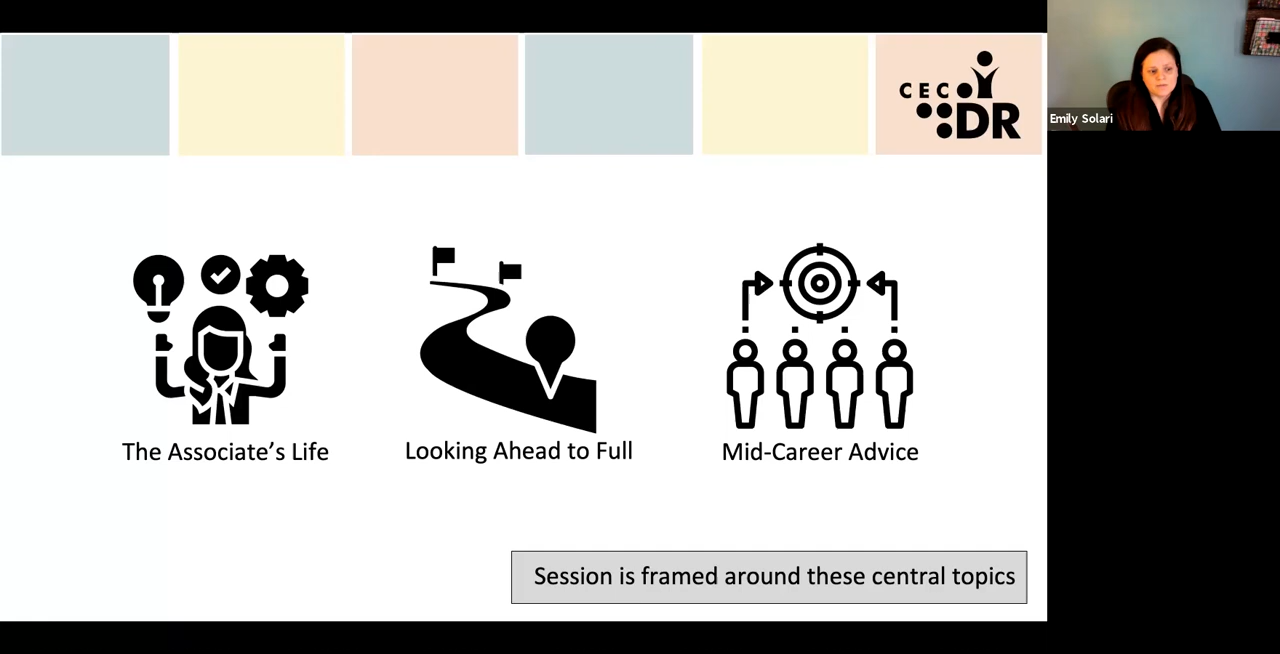 CEC
DR
Emily Solari
The Associate's Life
Looking Ahead to Full
Mid-Career Advice
Session is framed around these central topics